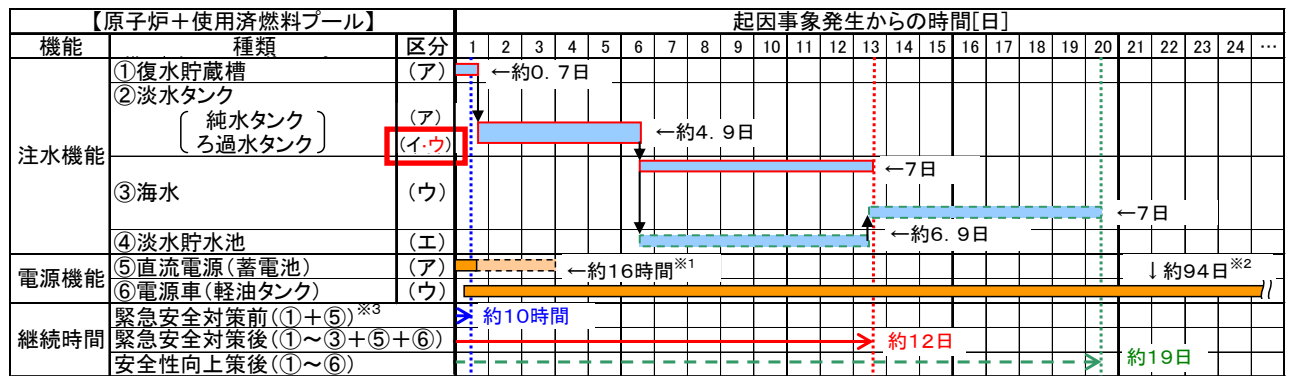 【原子炉+使用済燃料プール】 起因事象発生からの時間[日]
機能 種類 区分 1 2 3 4 5 6 7 8 9 10 11 12 13 14 15 16 17 18 19 20 21 22 23 24 …
注水機能 ①復水貯蔵槽 (ア) ←約0.7日
②淡水タンク
純水タンク (ア) ←約4.9日
ろ過水タンク (イ・ウ)
←7日
③海水 (ウ)
←7日
④淡水貯水池 (エ) ←約6.9日
電源機能 ⑤直流電源(蓄電池) (ア) ←約16時間※1 ↓約94日※2
⑥電源車(軽油タンク) (ウ)
継続時間 緊急安全対策前(①+⑤)※3 約10時間
緊急安全対策後(①~③+⑤+⑥) 約12日
安全性向上策後(①~⑥) 約19日